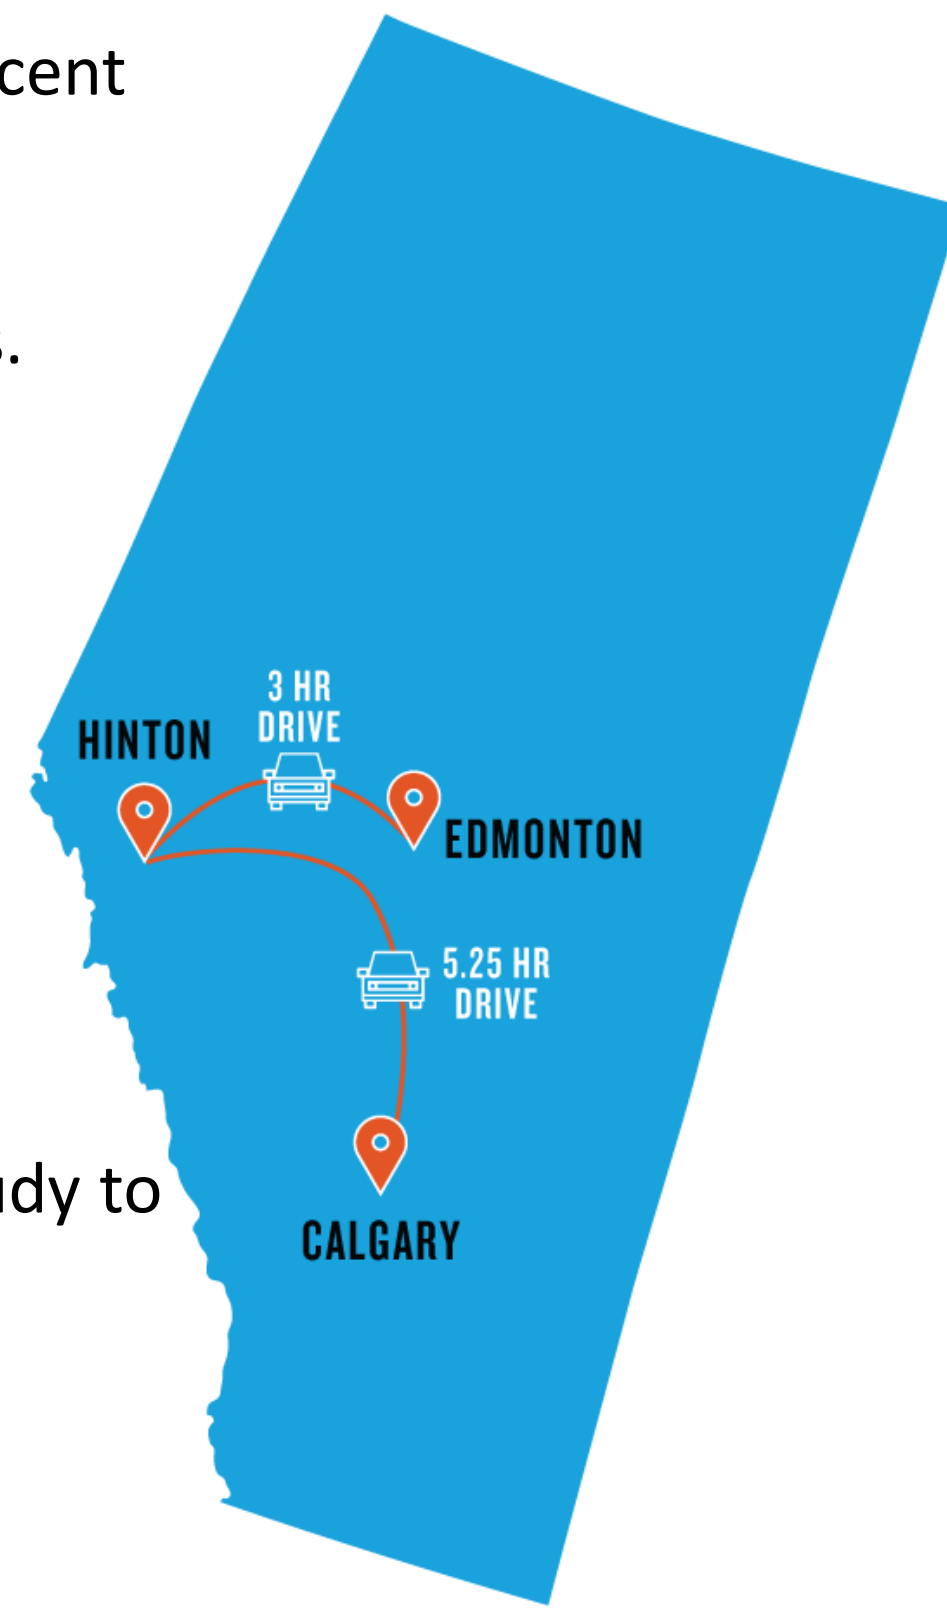 cent
s.
3 HR
DRIVE
HINTON
EDMONTON
5.25 HR
DRIVE
dy to
CALGARY